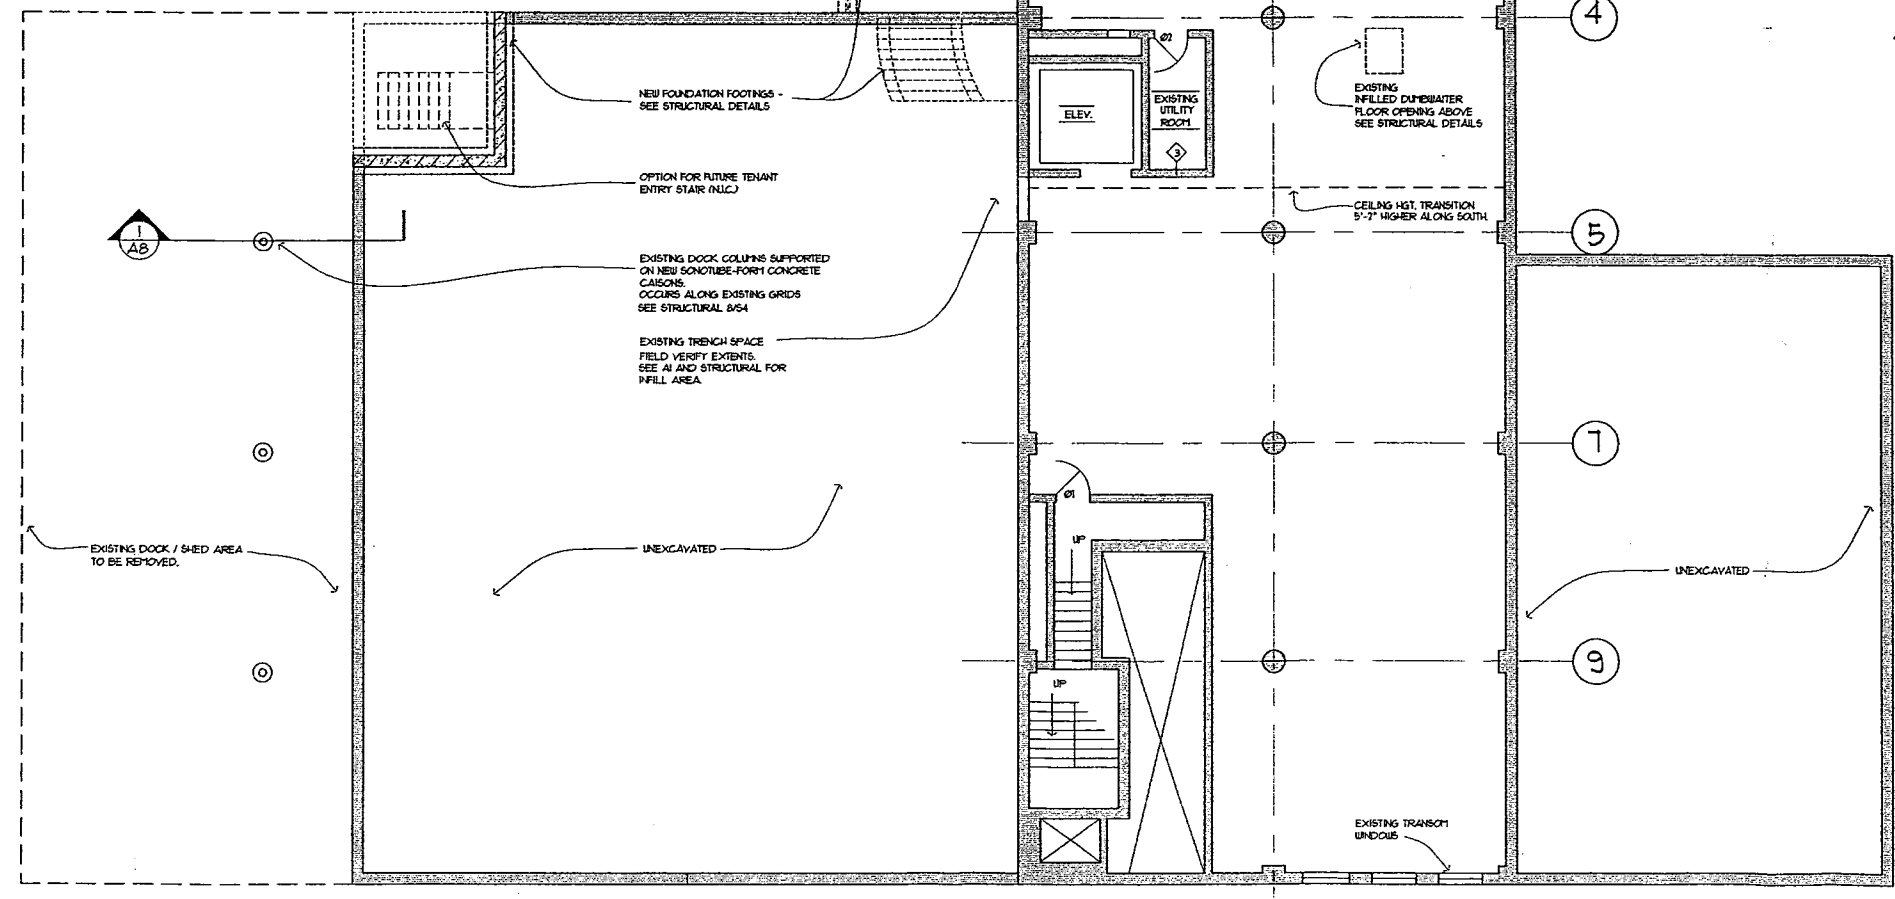 4
Ø2
NEW FOUNDATION FOOTINGS -
SEE STRUCTURAL DETAILS
ELEV.
EXISTING
UTILITY
ROOM
3
EXISTING
INFILLED DUMBWAITER
FLOOR OPENING ABOVE
SEE STRUCTURAL DETAILS
OPTION FOR FUTURE TENANT
ENTRY STAIR (N.I.C.)
CEILING HGT. TRANSITION
5'-2" HIGHER ALONG SOUTH.
1
A8
5
EXISTING DOCK COLUMNS SUPPORTED
ON NEW SONOTUBE-FORM CONCRETE
CAISONS.
OCCURS ALONG EXISTING GRIDS
SEE STRUCTURAL 8/S4
EXISTING TRENCH SPACE
FIELD VERIFY EXTENTS.
SEE A1 AND STRUCTURAL FOR
INFILL AREA.
7
Ø1
UP
EXISTING DOCK / SHED AREA
TO BE REMOVED.
UNEXCAVATED
UNEXCAVATED
9
UP
EXISTING TRANSOM
WINDOWS